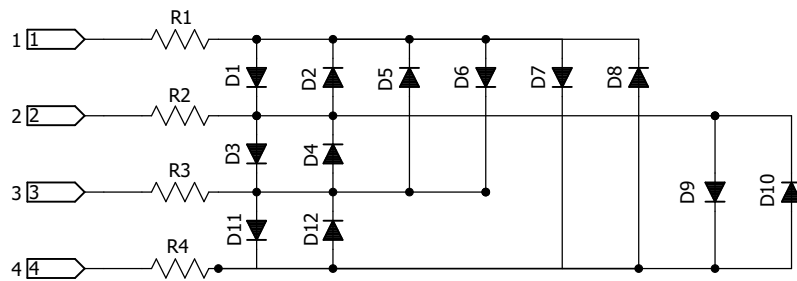 R1
1 1
D1 D2 D5 D6 D7 D8
R2
2 2
D3 D4
R3
3 3
D9 D10
D11 D12
R4
4 4